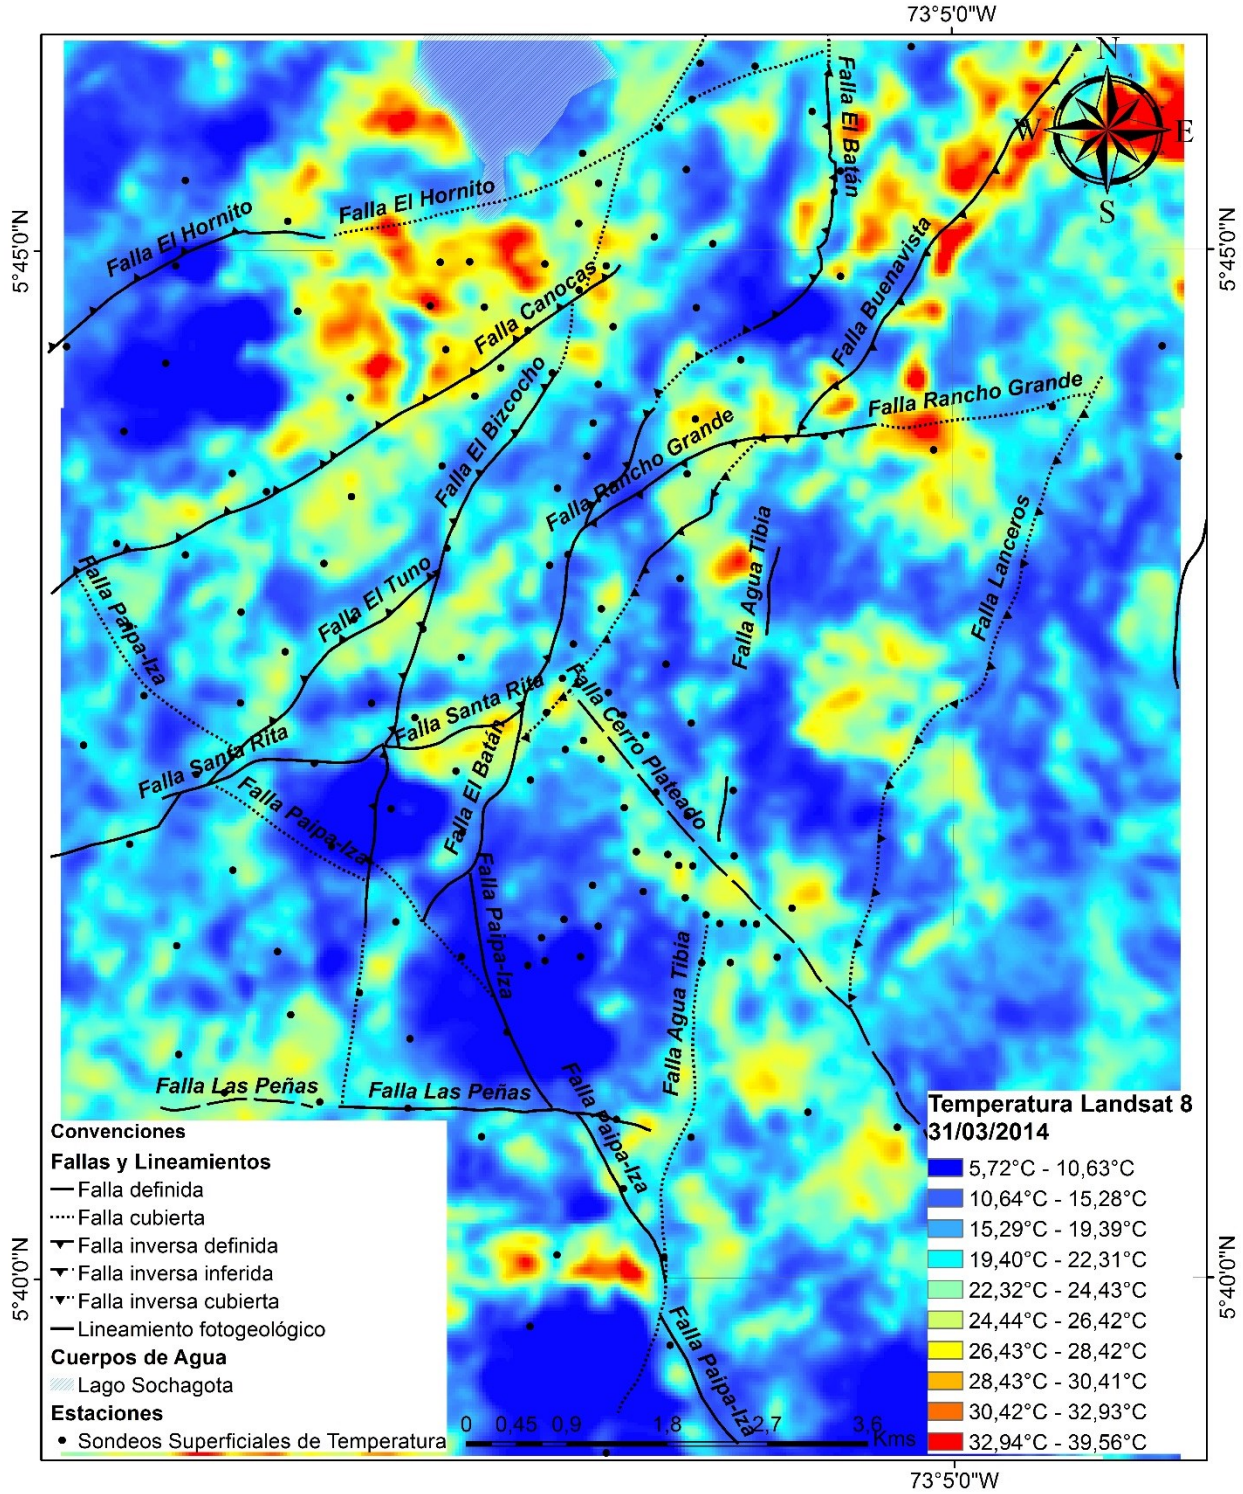 73°5'0"W
N
W
E
S
5°45'0"N
5°45'0"N
Falla El Batán
Falla El Hornito
Falla El Hornito
Falla Buenavista
Falla Canocas
Falla El Bizcocho
Falla Rancho Grande
Falla Rancho Grande
Falla Lanceros
Falla Agua Tibia
Falla Paipa-Iza
Falla El Tuno
Falla Santa Rita
Falla Cerro Plateado
Falla Santa Rita
Falla El Batán
Falla Paipa-Iza
Falla Paipa-Iza
Falla Agua Tibia
Falla Las Peñas
Falla Las Peñas
Falla Paipa-Iza
Falla Paipa-Iza
5°40'0"N
5°40'0"N
Convenciones
Fallas y Lineamientos
Falla definida
Falla cubierta
Falla inversa definida
Falla inversa inferida
Falla inversa cubierta
Lineamiento fotogeológico
Cuerpos de Agua
Lago Sochagota
Estaciones
Sondeos Superficiales de Temperatura
0 0,45 0,9 1,8 2,7 3,6
Kms
Temperatura Landsat 8
31/03/2014
5,72°C - 10,63°C
10,64°C - 15,28°C
15,29°C - 19,39°C
19,40°C - 22,31°C
22,32°C - 24,43°C
24,44°C - 26,42°C
26,43°C - 28,42°C
28,43°C - 30,41°C
30,42°C - 32,93°C
32,94°C - 39,56°C
73°5'0"W